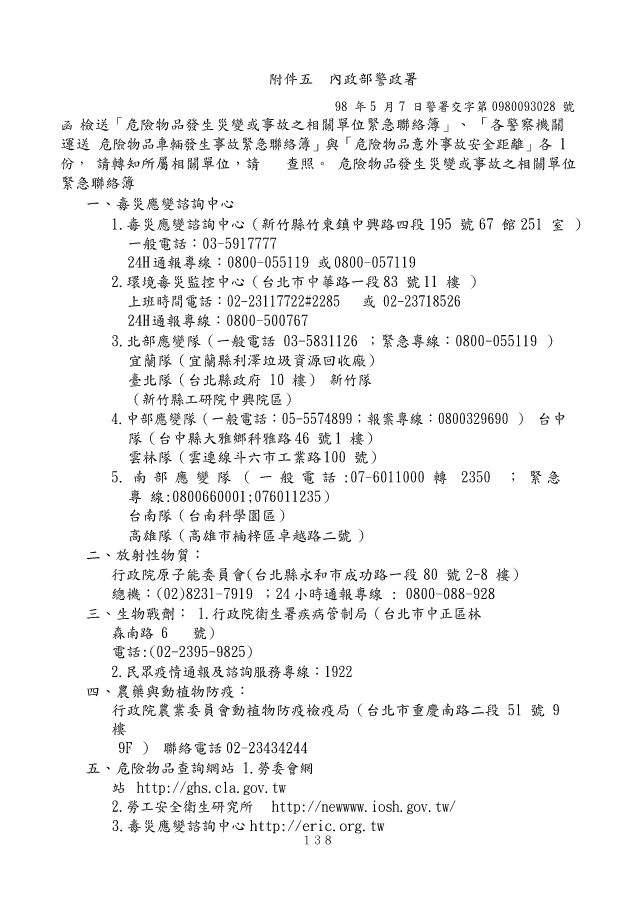 附件五　內政部警政署
98 年 5 月 7 日警署交字第 0980093028 號
函 檢送「危險物品發生災變或事故之相關單位緊急聯絡簿」、「各警察機關
運送 危險物品車輛發生事故緊急聯絡簿」與「危險物品意外事故安全距離」各 1
份， 請轉知所屬相關單位，請　　查照。 危險物品發生災變或事故之相關單位
緊急聯絡簿
一、毒災應變諮詢中心
1.毒災應變諮詢中心（新竹縣竹東鎮中興路四段 195 號 67 館 251 室 ）
一般電話：03-5917777
24H通報專線：0800-055119 或0800-057119
2.環境毒災監控中心（台北市中華路一段 83 號 11 樓 ）
上班時間電話：02-23117722#2285　或 02-23718526
24H通報專線：0800-500767
3.北部應變隊（一般電話 03-5831126 ；緊急專線：0800-055119 ）
宜蘭隊（宜蘭縣利澤垃圾資源回收廠）
臺北隊（台北縣政府 10 樓） 新竹隊
（新竹縣工研院中興院區）
4.中部應變隊（一般電話：05-5574899；報案專線：0800329690 ） 台中
隊（台中縣大雅鄉科雅路 46 號 1 樓）
雲林隊（雲連線斗六市工業路 100 號）
5. 南 部 應 變 隊 （ 一 般 電 話 :07-6011000 轉 2350 ； 緊 急
專 線:0800660001;076011235）
台南隊（台南科學園區）
高雄隊（高雄市楠梓區卓越路二號 ）
二、放射性物質：
行政院原子能委員會(台北縣永和市成功路一段 80 號 2-8 樓）
總機：(02)8231-7919 ；24 小時通報專線 : 0800-088-928
三、生物戰劑： 1.行政院衛生署疾病管制局（台北市中正區林
森南路 6　號）
電話:(02-2395-9825）
2.民眾疫情通報及諮詢服務專線：1922
四、農藥與動植物防疫：
行政院農業委員會動植物防疫檢疫局（台北市重慶南路二段 51 號 9
樓
9F ） 聯絡電話 02-23434244
五、危險物品查詢網站 1.勞委會網
站 http://ghs.cla.gov.tw
2.勞工安全衛生研究所　http://newwww.iosh.gov.tw/
3.毒災應變諮詢中心 http://eric.org.tw
138